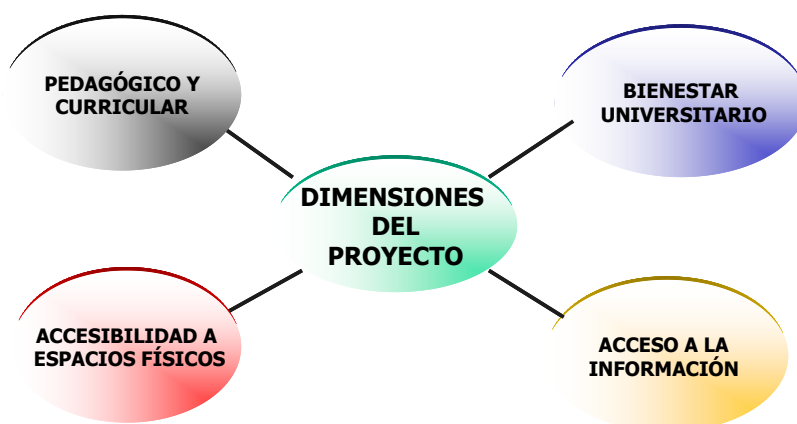 PEDAGÓGICO Y
CURRICULAR
BIENESTAR
UNIVERSITARIO
DIMENSIONES
DEL
PROYECTO
ACCESIBILIDAD A
ESPACIOS FÍSICOS
ACCESO A LA
INFORMACIÓN